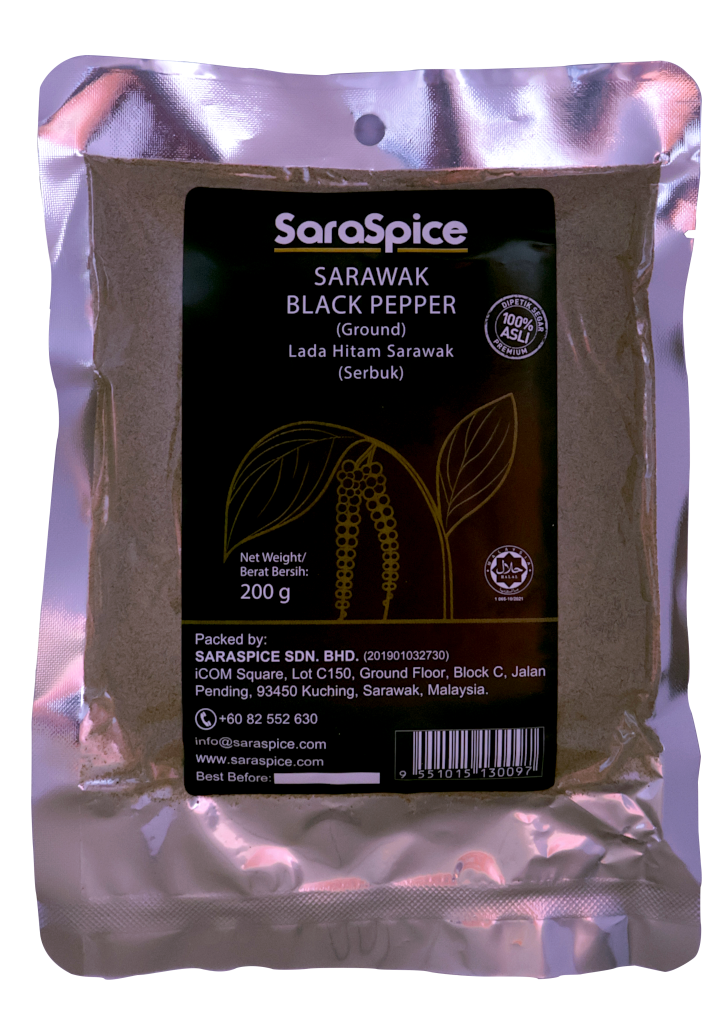 SaraSpice
SARAWAK
BLACK PEPPER
(Ground)
Lada Hitam Sarawak
(Serbuk)
DIPETIK SEGAR
100%
ASLI
PREMIUM
Net Weight/
Berat Bersih:
200 g
MALAYSIA
حلال
HALAL
Packed by:
SARASPICE SDN. BHD. (201901032730)
iCOM Square, Lot C150, Ground Floor, Block C, Jalan
Pending, 93450 Kuching, Sarawak, Malaysia.
+60 82 552 630
info@saraspice.com
www.saraspice.com
Best Before:
9 551015 130097